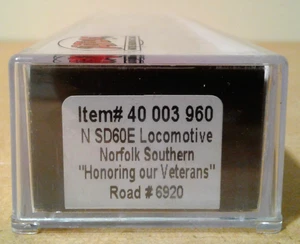 Item# 40 003 960
N SD60E Locomotive
Norfolk Southern
"Honoring our Veterans"
Road # 6920